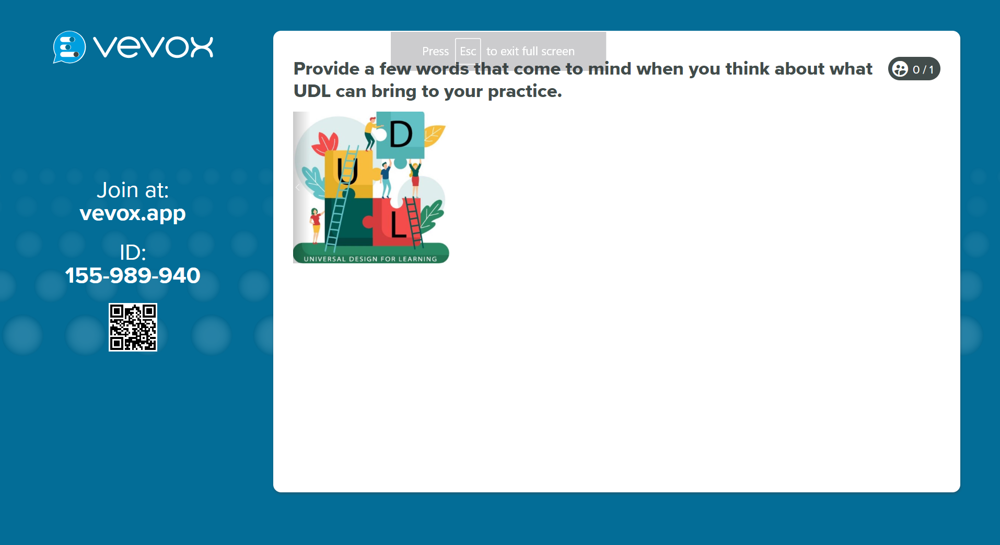 vevox
Join at:
vevox.app
ID:
155-989-940
Press Esc to exit full screen
Provide a few words that come to mind when you think about what
UDL can bring to your practice.
0 / 1
D
U
L
UNIVERSAL DESIGN FOR LEARNING